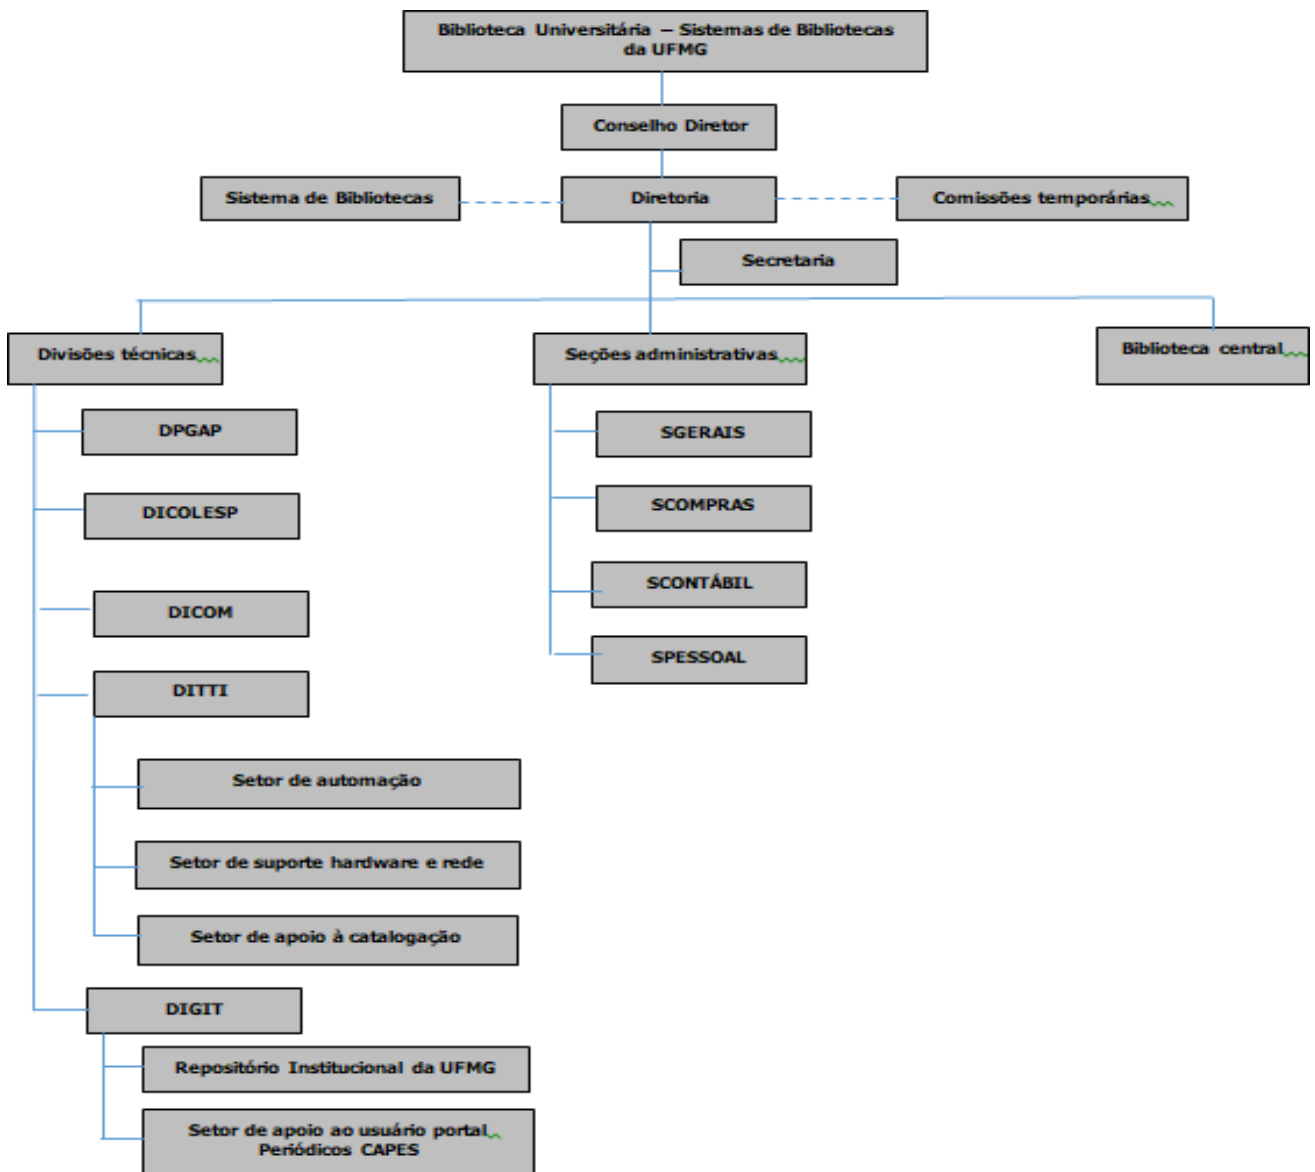 Biblioteca Universitária – Sistemas de Bibliotecas
da UFMG
Conselho Diretor
Sistema de Bibliotecas
Diretoria
Comissões temporárias
Secretaria
Divisões técnicas
Seções administrativas
Biblioteca central
DPGAP
DICOLESP
DICOM
DITTI
Setor de automação
Setor de suporte hardware e rede
Setor de apoio à catalogação
DIGIT
Repositório Institucional da UFMG
Setor de apoio ao usuário portal
Periódicos CAPES
SGERAIS
SCOMPRAS
SCONTÁBIL
SPESSOAL